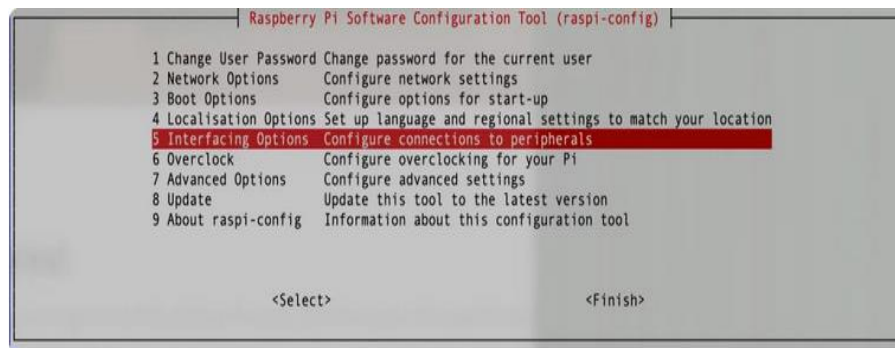 Raspberry Pi Software Configuration Tool (raspi-config)
1 Change User Password Change password for the current user
2 Network Options Configure network settings
3 Boot Options Configure options for start-up
4 Localisation Options Set up language and regional settings to match your location
5 Interfacing Options Configure connections to peripherals
6 Overclock Configure overclocking for your Pi
7 Advanced Options Configure advanced settings
8 Update Update this tool to the latest version
9 About raspi-config Information about this configuration tool
<Select> <Finish>